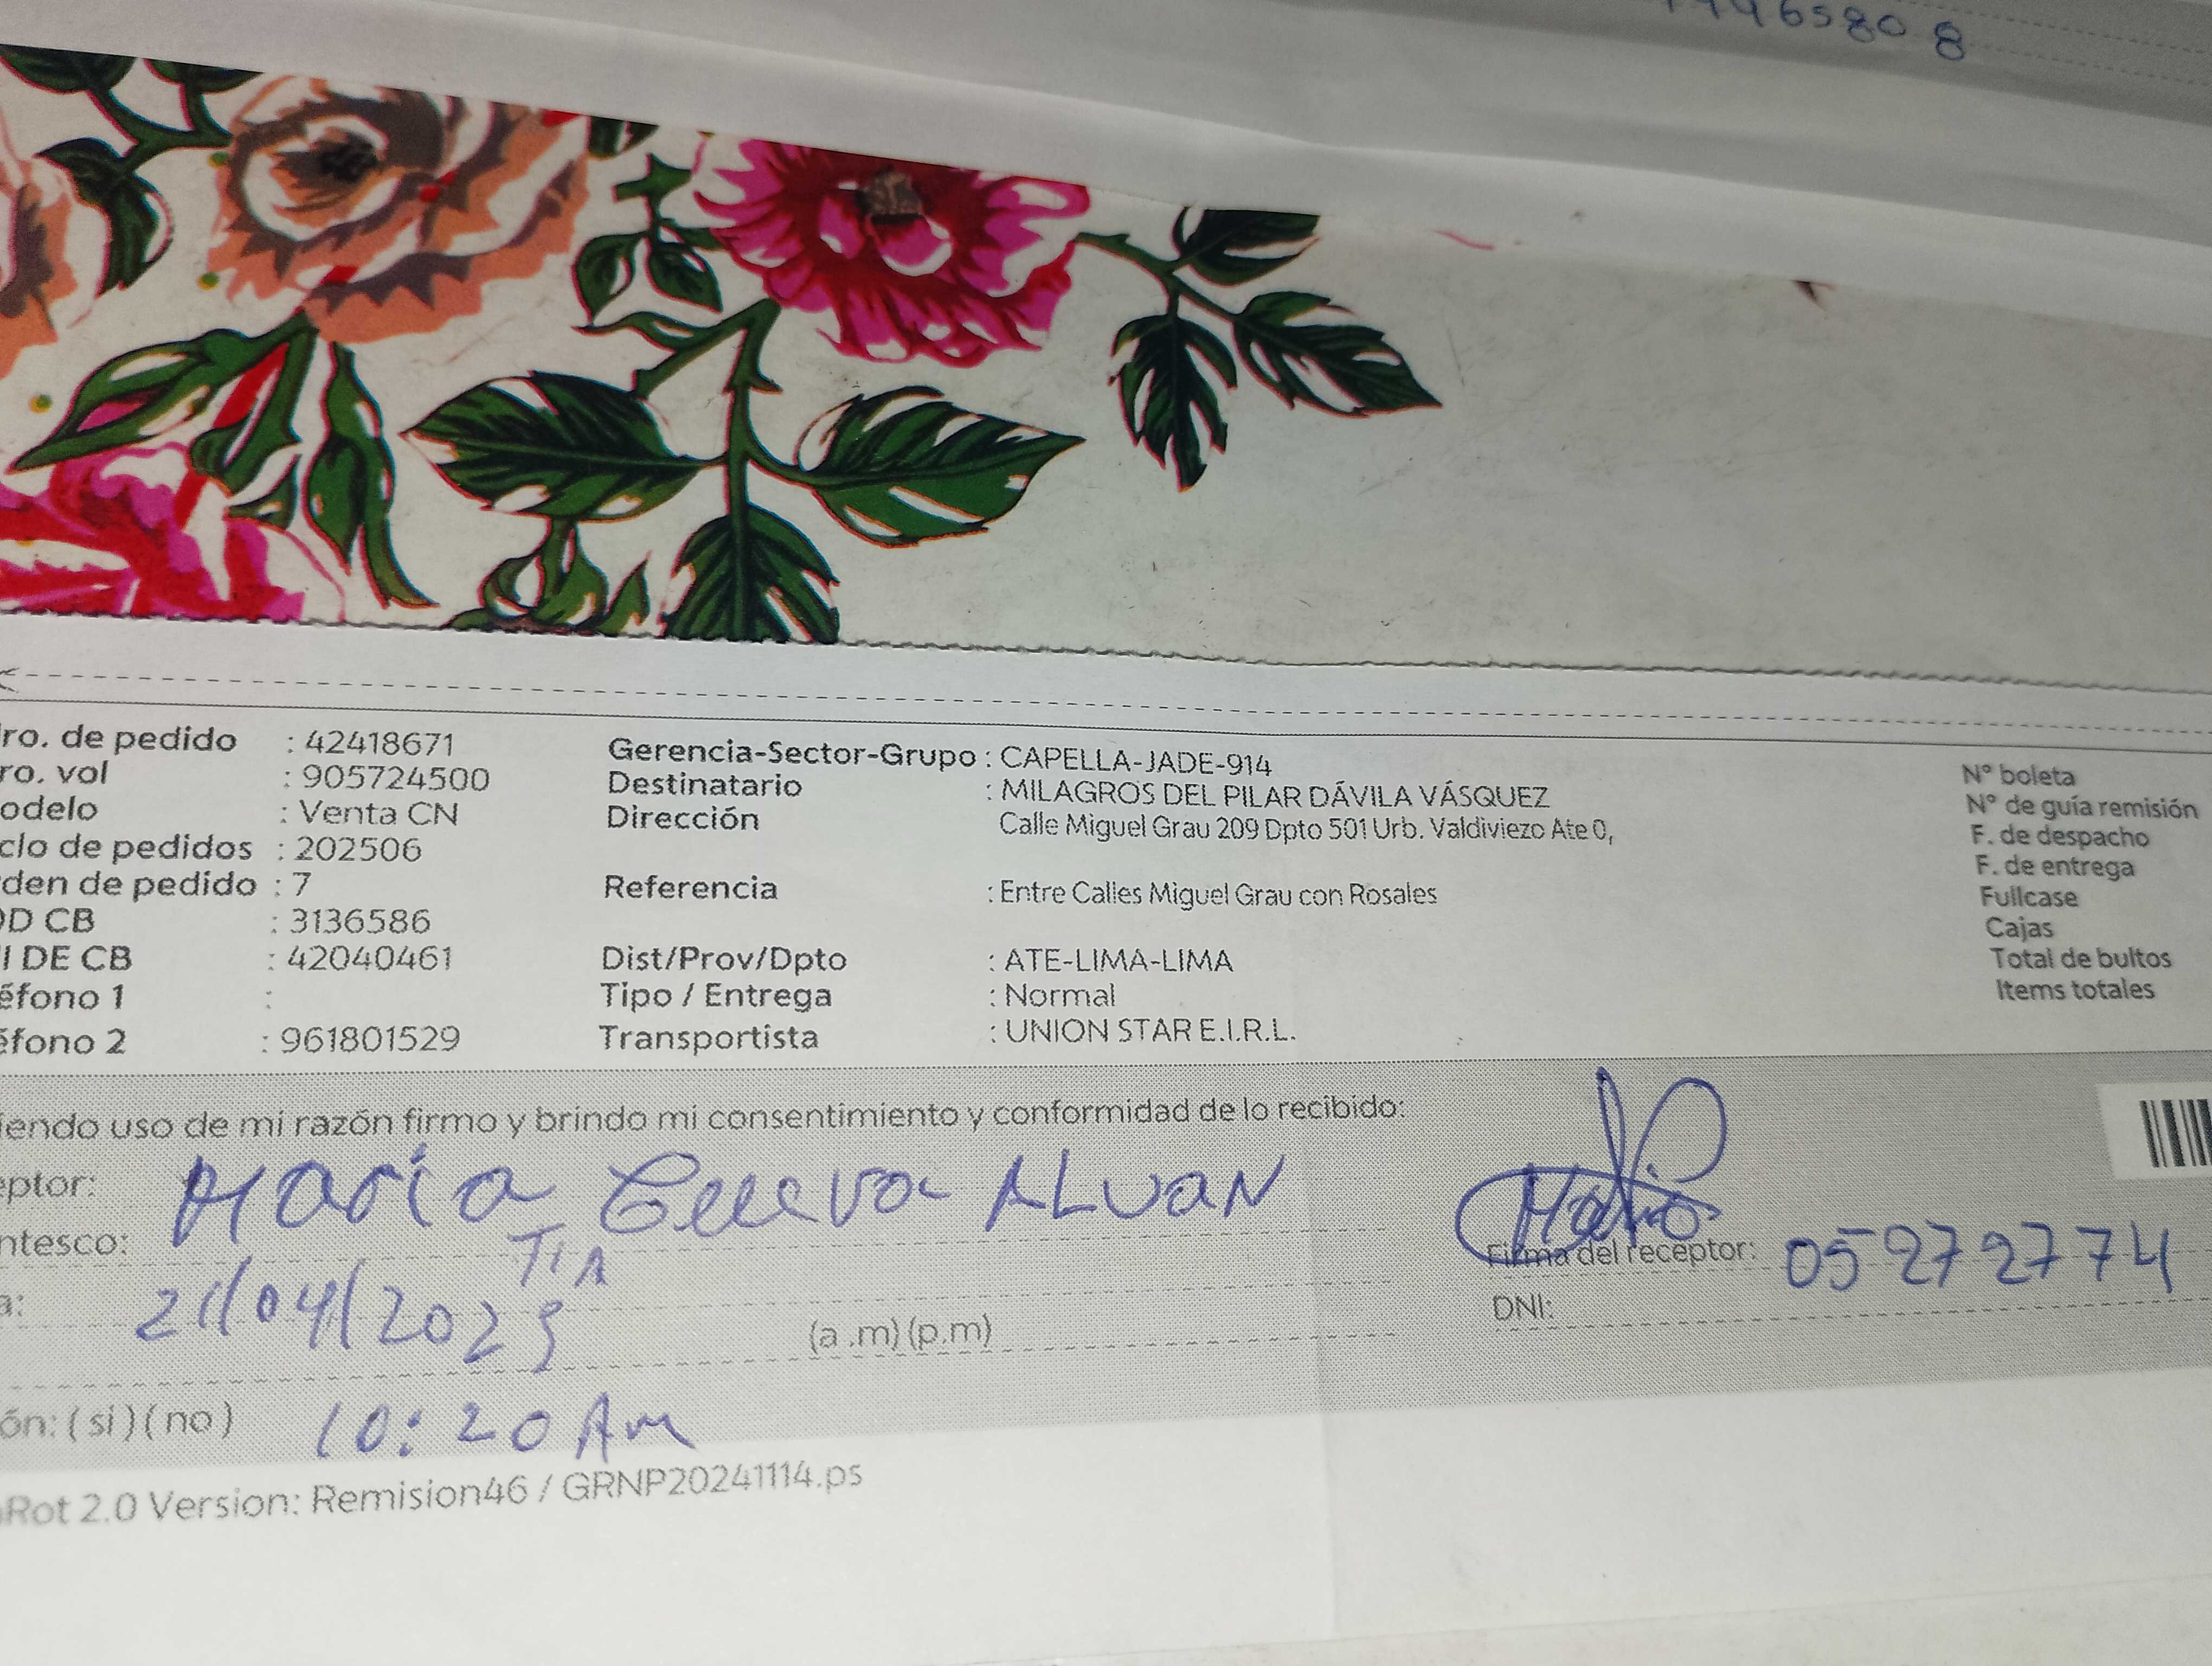 4465808
ro. de pedido : 42418671
ro. vol : 905724500
odelo : Venta CN
clo de pedidos : 202506
den de pedido : 7
D CB : 3136586
I DE CB : 42040461
éfono 1 :
éfono 2 : 961801529
Gerencia-Sector-Grupo : CAPELLA-JADE-914
Destinatario : MILAGROS DEL PILAR DÁVILA VÁSQUEZ
Dirección Calle Miguel Grau 209 Dpto 501 Urb. Valdiviezo Ate 0,
Referencia : Entre Calles Miguel Grau con Rosales
Dist/Prov/Dpto : ATE-LIMA-LIMA
Tipo / Entrega : Normal
Transportista : UNION STAR E.I.R.L.
N° boleta
N° de guía remisión
F. de despacho
F. de entrega
Fullcase
Cajas
Total de bultos
Items totales
iendo uso de mi razón firmo y brindo mi consentimiento y conformidad de lo recibido:
eptor: Maria Cueva ALvaN
ntesco: TIA
a: 21/04/2025 (a .m) (p.m)
ón: ( si ) ( no ) 10:20 Am
Firma del receptor: 05272774
DNI:
Rot 2.0 Version: Remision46 / GRNP20241114.ps